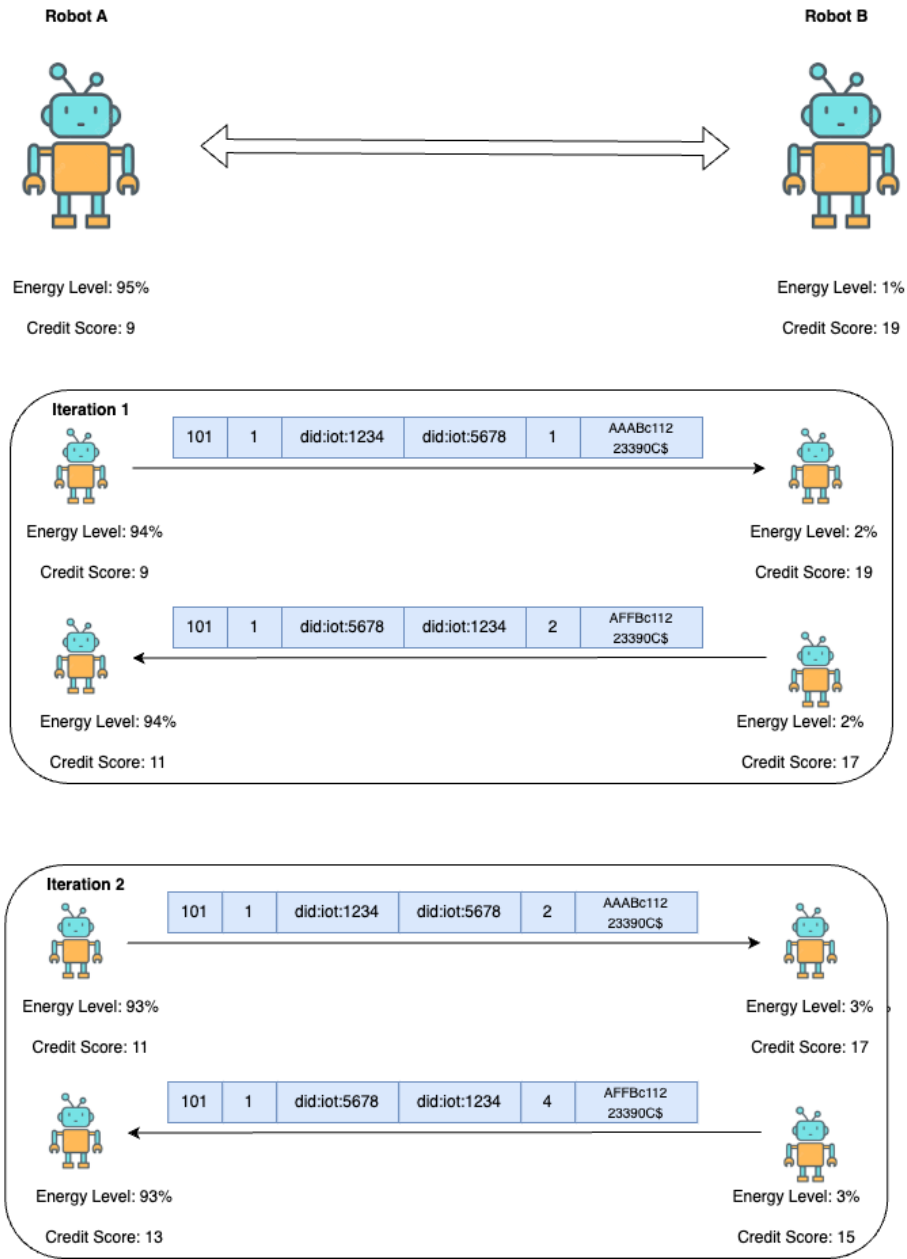 Robot A
Robot B
Energy Level: 95%
Energy Level: 1%
Credit Score: 9
Credit Score: 19
Iteration 1
101 1 did:iot:1234 did:iot:5678 1 AAABc112
23390C$
Energy Level: 94%
Energy Level: 2%
Credit Score: 9
Credit Score: 19
101 1 did:iot:5678 did:iot:1234 2 AFFBc112
23390C$
Energy Level: 94%
Energy Level: 2%
Credit Score: 11
Credit Score: 17
Iteration 2
101 1 did:iot:1234 did:iot:5678 2 AAABc112
23390C$
Energy Level: 93%
Energy Level: 3%
Credit Score: 11
Credit Score: 17
101 1 did:iot:5678 did:iot:1234 4 AFFBc112
23390C$
Energy Level: 93%
Energy Level: 3%
Credit Score: 13
Credit Score: 15